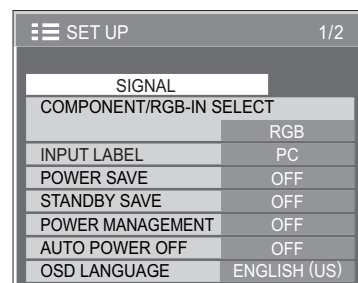 SET UP 1/2
SIGNAL
COMPONENT/RGB-IN SELECT
RGB
INPUT LABEL PC
POWER SAVE OFF
STANDBY SAVE OFF
POWER MANAGEMENT OFF
AUTO POWER OFF OFF
OSD LANGUAGE ENGLISH (US)